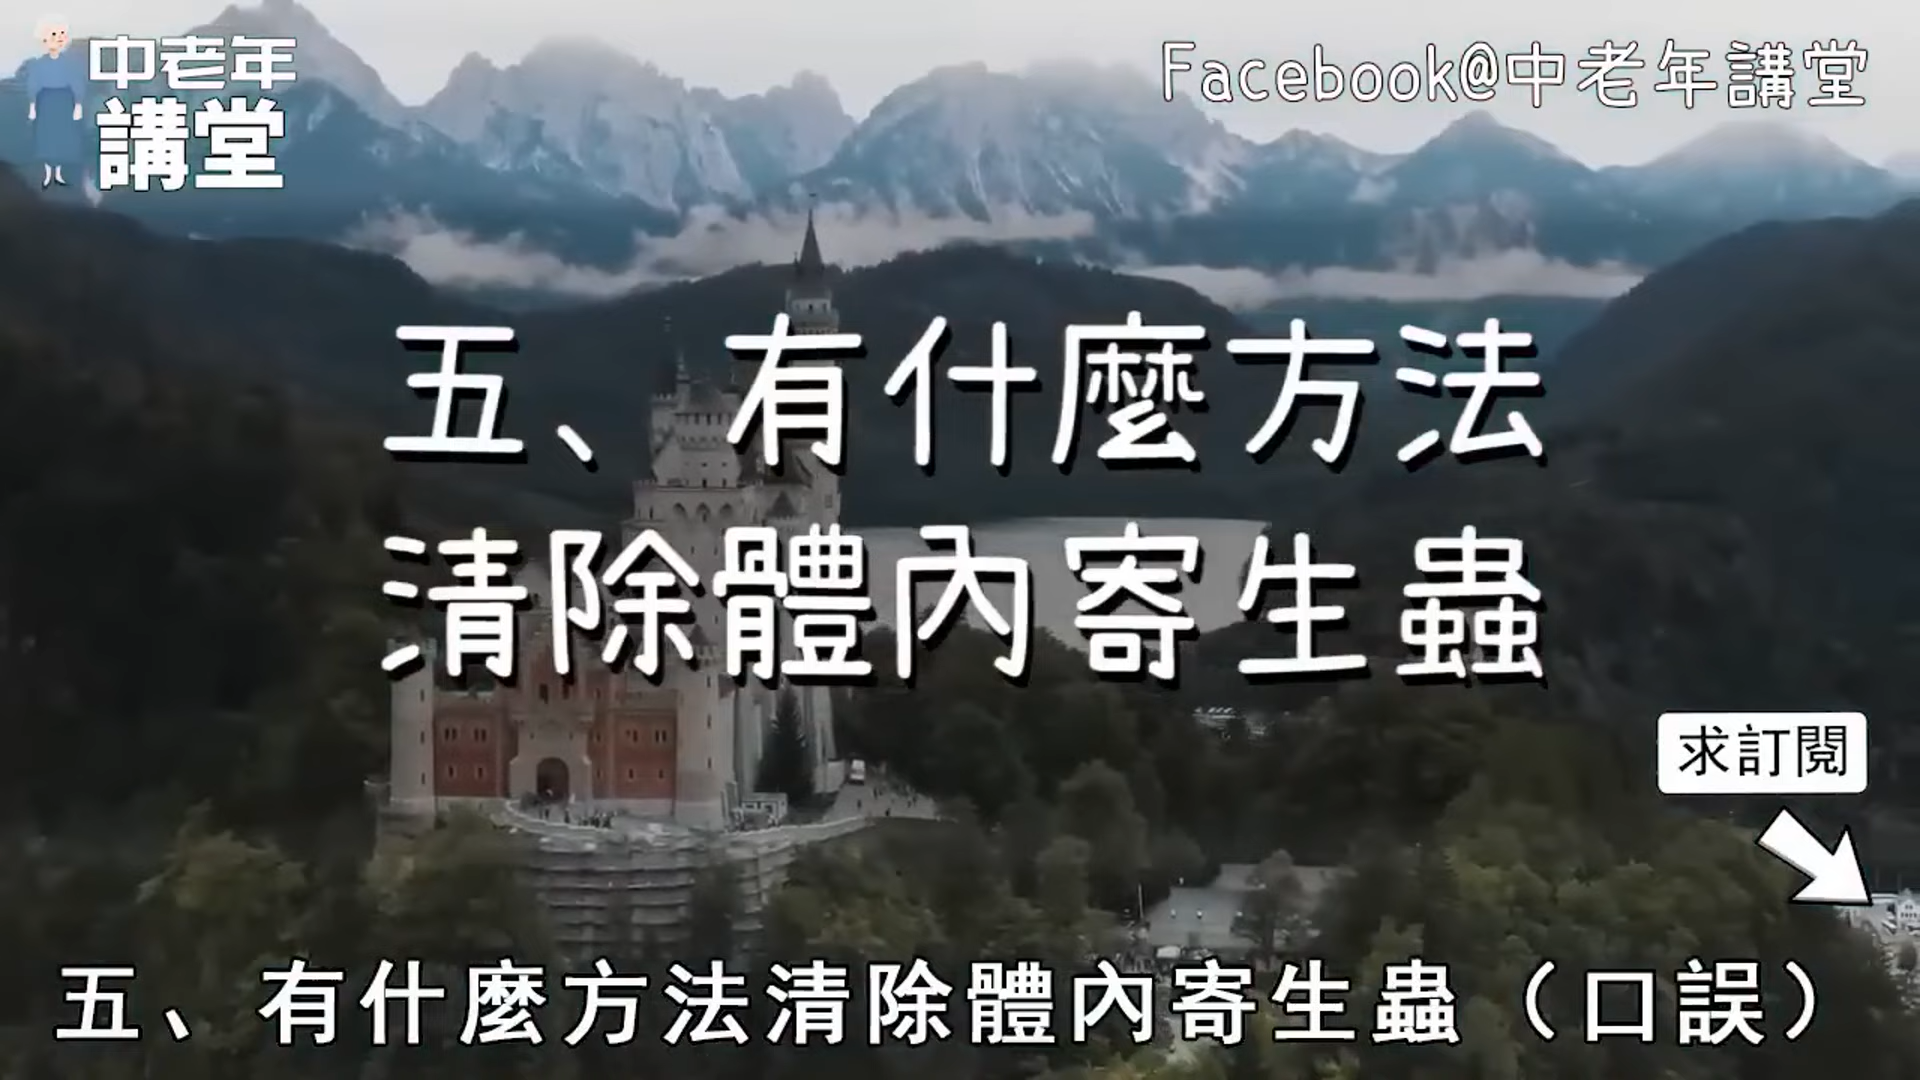 中老年
講堂
Facebook@中老年講堂
五、有什麼方法
清除體內寄生蟲
求訂閱
五、有什麼方法清除體內寄生蟲（口誤）